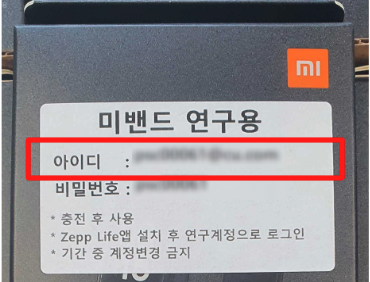 mi
미밴드 연구용
아이디 :
비밀번호 :
* 충전 후 사용
* Zepp Life앱 설치 후 연구계정으로 로그인
* 기간 중 계정변경 금지